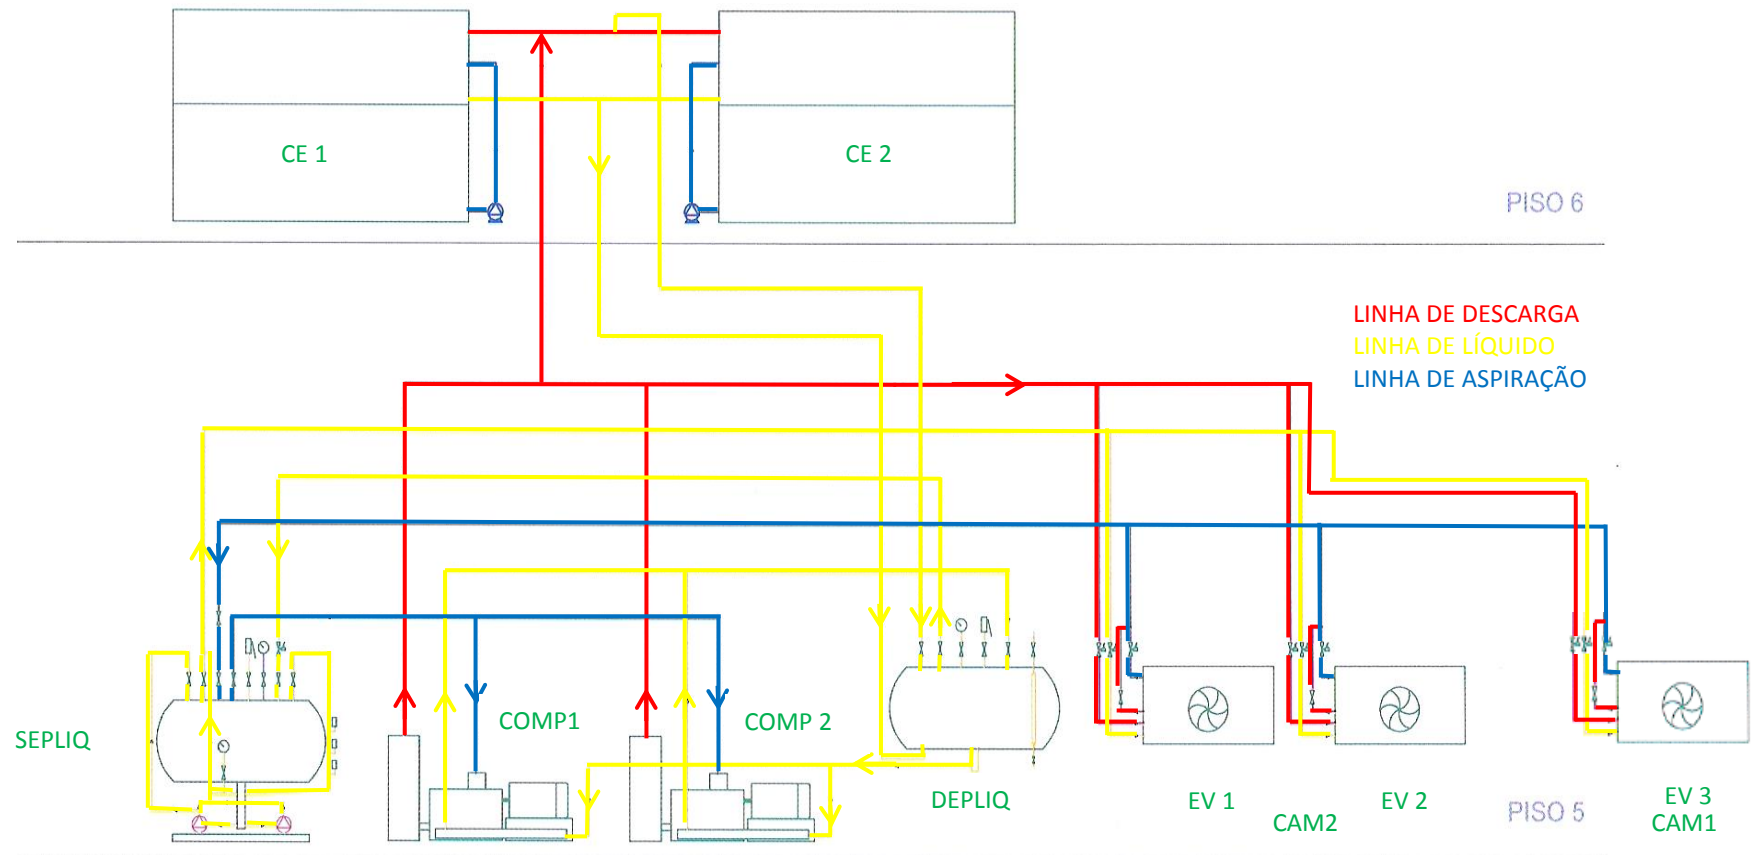 CE 1
CE 2
PISO 6
LINHA DE DESCARGA
LINHA DE LÍQUIDO
LINHA DE ASPIRAÇÃO
SEPLIQ
COMP1
COMP 2
DEPLIQ
EV 1
EV 2
EV 3
CAM2
CAM1
PISO 5